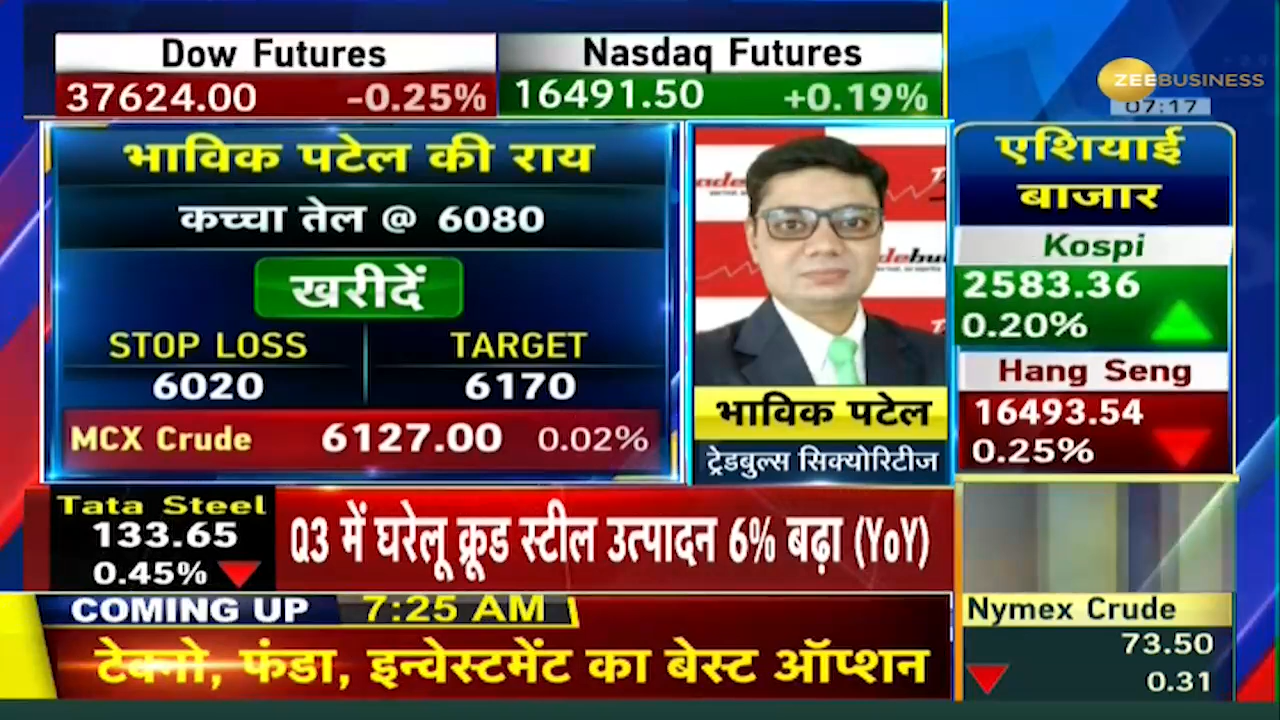 Dow Futures
37624.00 -0.25%
Nasdaq Futures
16491.50 +0.19%
ZEEBUSINESS
07:17
भाविक पटेल की राय
कच्चा तेल @ 6080
खरीदें
STOP LOSS
6020
TARGET
6170
MCX Crude 6127.00 0.02%
भाविक पटेल
ट्रेडबुल्स सिक्योरिटीज
एशियाई
बाजार
Kospi
2583.36
0.20%
Hang Seng
16493.54
0.25%
Tata Steel
133.65
0.45%
Q3 में घरेलू क्रूड स्टील उत्पादन 6% बढ़ा (YoY)
COMING UP 7:25 AM
टेक्नो, फंडा, इन्वेस्टमेंट का बेस्ट ऑप्शन
Nymex Crude
73.50
0.31